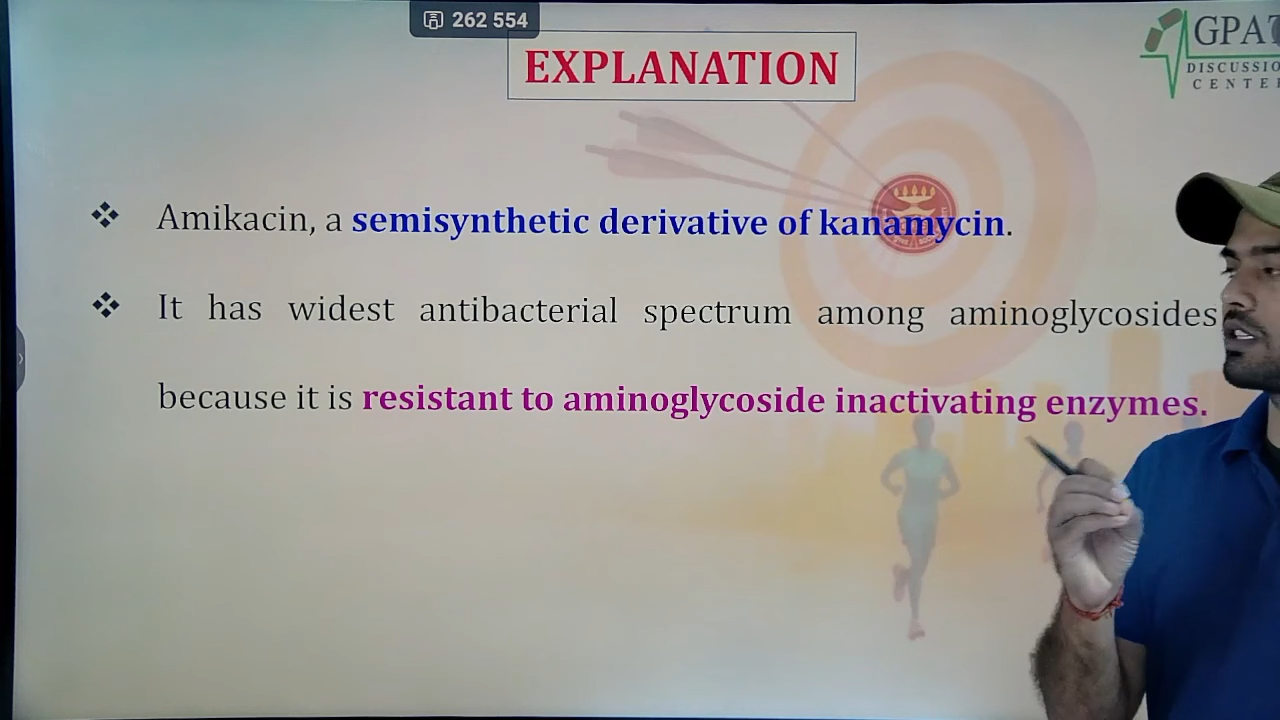 262 554
EXPLANATION
GPAT
DISCUSSIO
CENTE
❖ Amikacin, a semisynthetic derivative of kanamycin.
❖ It has widest antibacterial spectrum among aminoglycosides
because it is resistant to aminoglycoside inactivating enzymes.